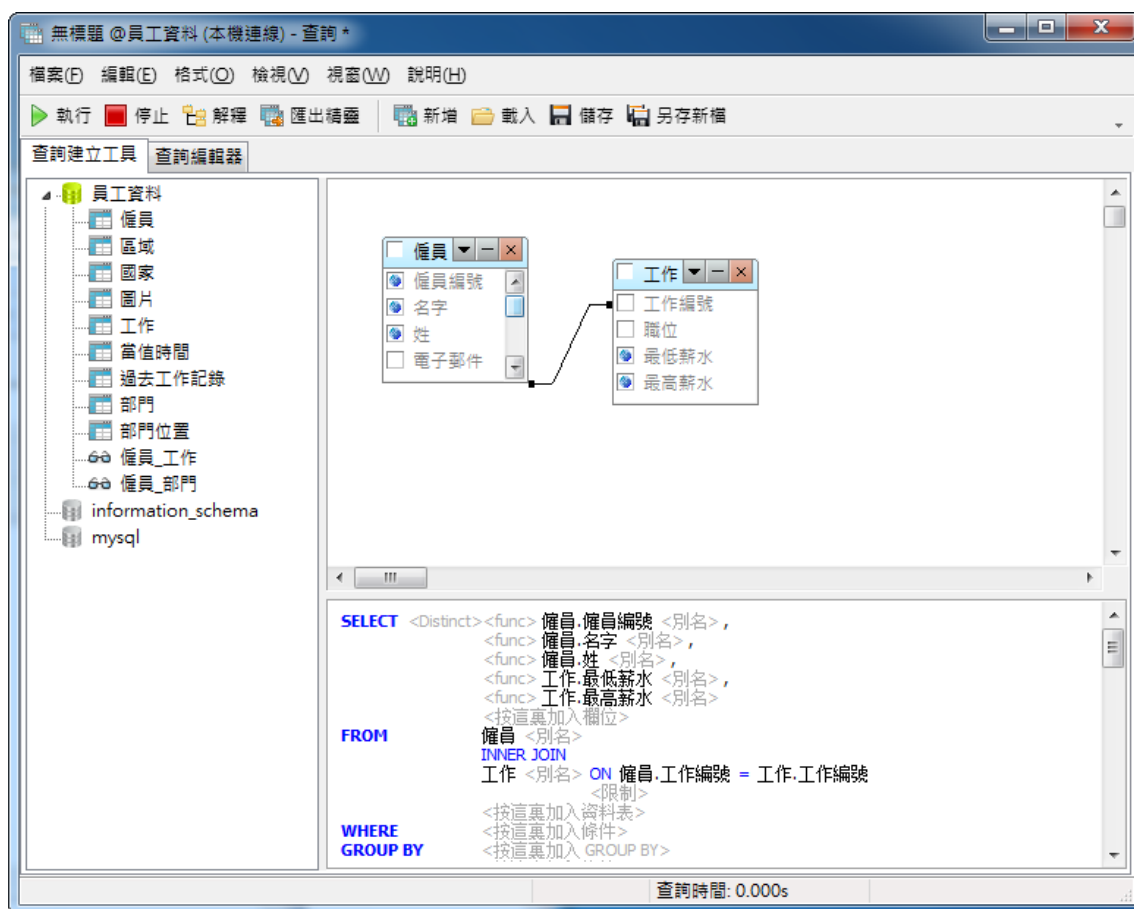 無標題 @員工資料 (本機連線) - 查詢 *
檔案(F) 編輯(E) 格式(O) 檢視(V) 視窗(W) 說明(H)
執行 停止 解釋 匯出精靈 新增 載入 儲存 另存新檔
查詢建立工具 查詢編輯器
員工資料
僱員
區域
國家
圖片
工作
當值時間
過去工作記錄
部門
部門位置
僱員_工作
僱員_部門
information_schema
mysql
僱員
僱員編號
名字
姓
電子郵件
工作
工作編號
職位
最低薪水
最高薪水
SELECT <Distinct><func> 僱員.僱員編號 <別名>,
<func> 僱員.名字 <別名>,
<func> 僱員.姓 <別名>,
<func> 工作.最低薪水 <別名>,
<func> 工作.最高薪水 <別名>
<按這裏加入欄位>
FROM 僱員 <別名>
INNER JOIN
工作 <別名> ON 僱員.工作編號 = 工作.工作編號
<限制>
<按這裏加入資料表>
WHERE <按這裏加入條件>
GROUP BY <按這裏加入 GROUP BY>
查詢時間: 0.000s